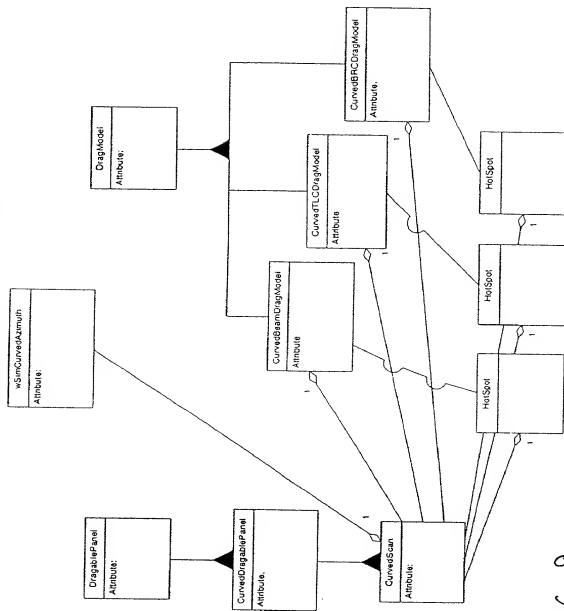 DragablePanel
Attribute:
CurvedDragablePanel
Attribute,
CurvedScan
Attribute:
1
wSimCurvedAzimuth
Attribute:
DragModel
Attribute:
CurvedBeamDragModel
Attribute
1
CurvedTLCDragModel
Attribute
1
CurvedBRCDragModel
Attribute,
1
HotSpot
1
HotSpot
1
HotSpot
1